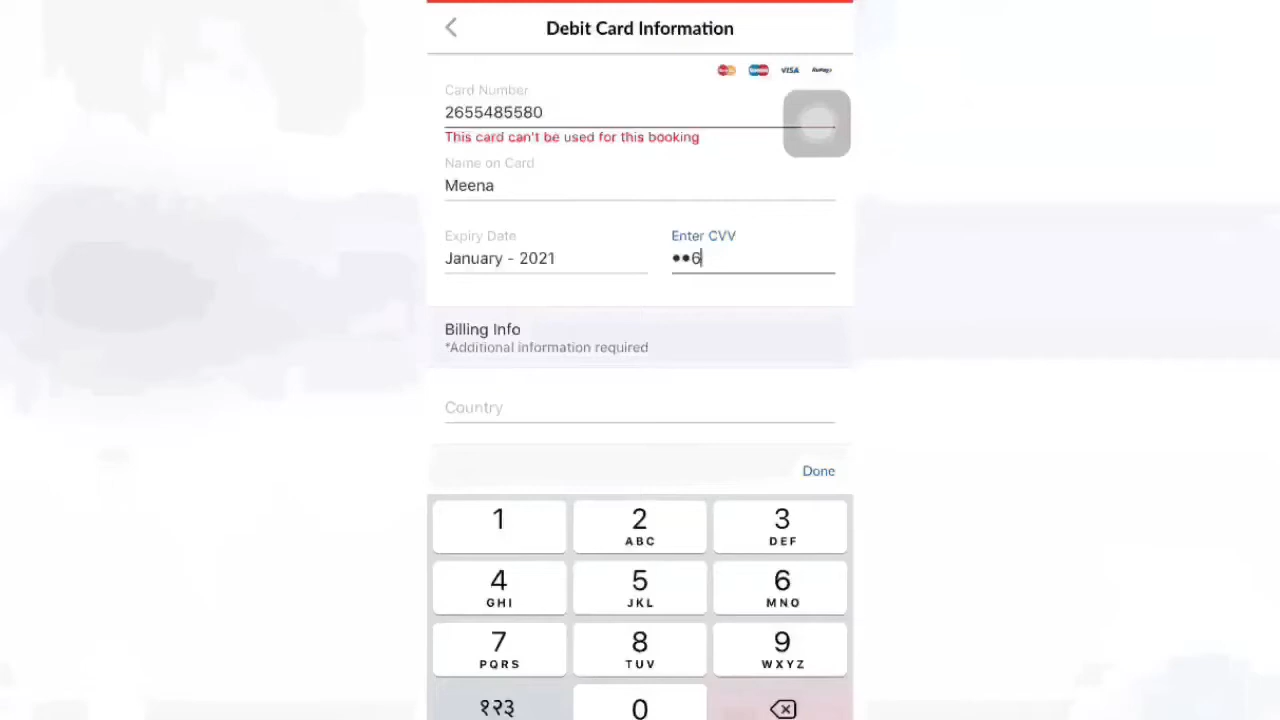 Debit Card Information
VISA
Card Number
2655485580
This card can't be used for this booking
Name on Card
Meena
Expiry Date
Enter CVV
January - 2021
••6
Billing Info
*Additional information required
Country
Done
1
2
3
ABC
DEF
4
5
6
GHI
JKL
MNO
7
8
9
PQRS
TUV
WXYZ
१२३
0